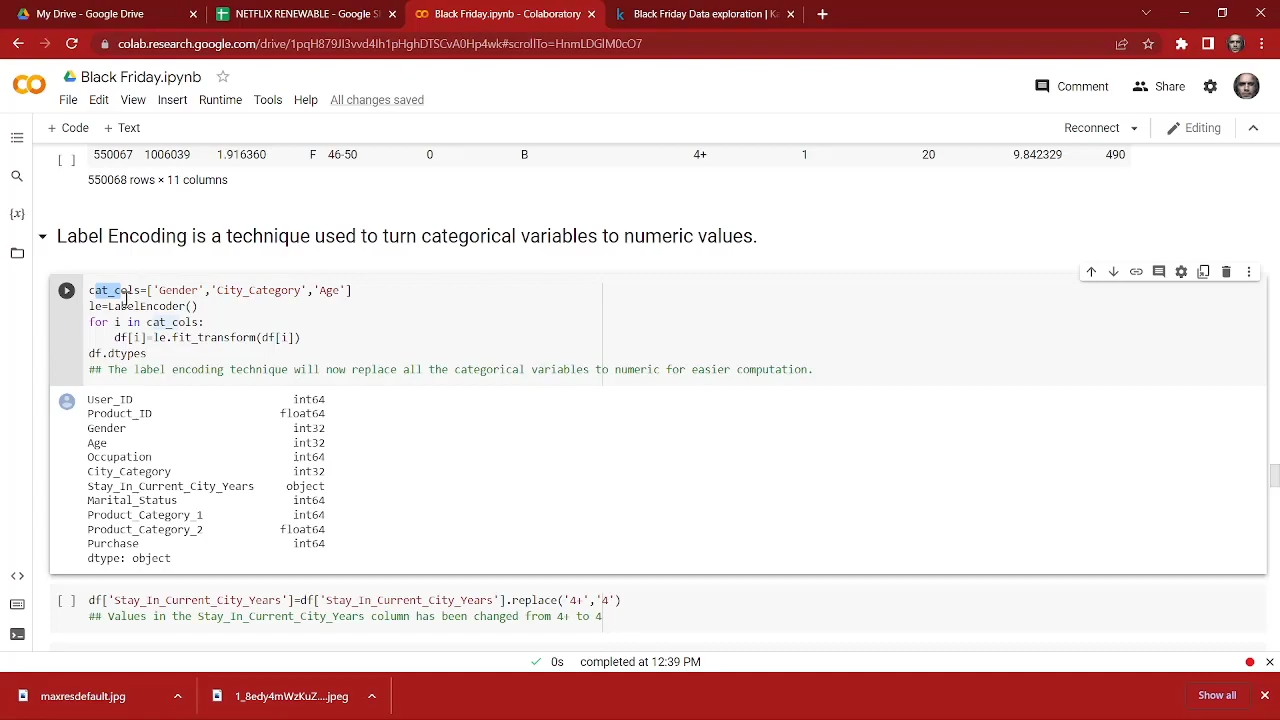 My Drive - Google Drive
NETFLIX RENEWABLE - Google S
Black Friday.ipynb - Colaboratory
Black Friday Data exploration | Ka
colab.research.google.com/drive/1pqH879JI3vvd4Ih1pHghDTSCvA0Hp4wk#scrollTo=HnmLDGlM0cO7
Black Friday.ipynb
Comment
Share
File Edit View Insert Runtime Tools Help All changes saved
+ Code + Text
Reconnect
Editing
[ ] 550067 1006039 1.916360 F 46-50 0 B 4+ 1 20 9.842329 490
550068 rows × 11 columns
Label Encoding is a technique used to turn categorical variables to numeric values.
cat_cols=['Gender','City_Category','Age']
le=LabelEncoder()
for i in cat_cols:
df[i]=le.fit_transform(df[i])
df.dtypes
## The label encoding technique will now replace all the categorical variables to numeric for easier computation.
User_ID int64
Product_ID float64
Gender int32
Age int32
Occupation int64
City_Category int32
Stay_In_Current_City_Years object
Marital_Status int64
Product_Category_1 int64
Product_Category_2 float64
Purchase int64
dtype: object
[ ] df['Stay_In_Current_City_Years']=df['Stay_In_Current_City_Years'].replace('4+','4')
## Values in the Stay_In_Current_City_Years column has been changed from 4+ to 4
0s completed at 12:39 PM
maxresdefault.jpg
1_8edy4mWzKuZ....jpeg
Show all